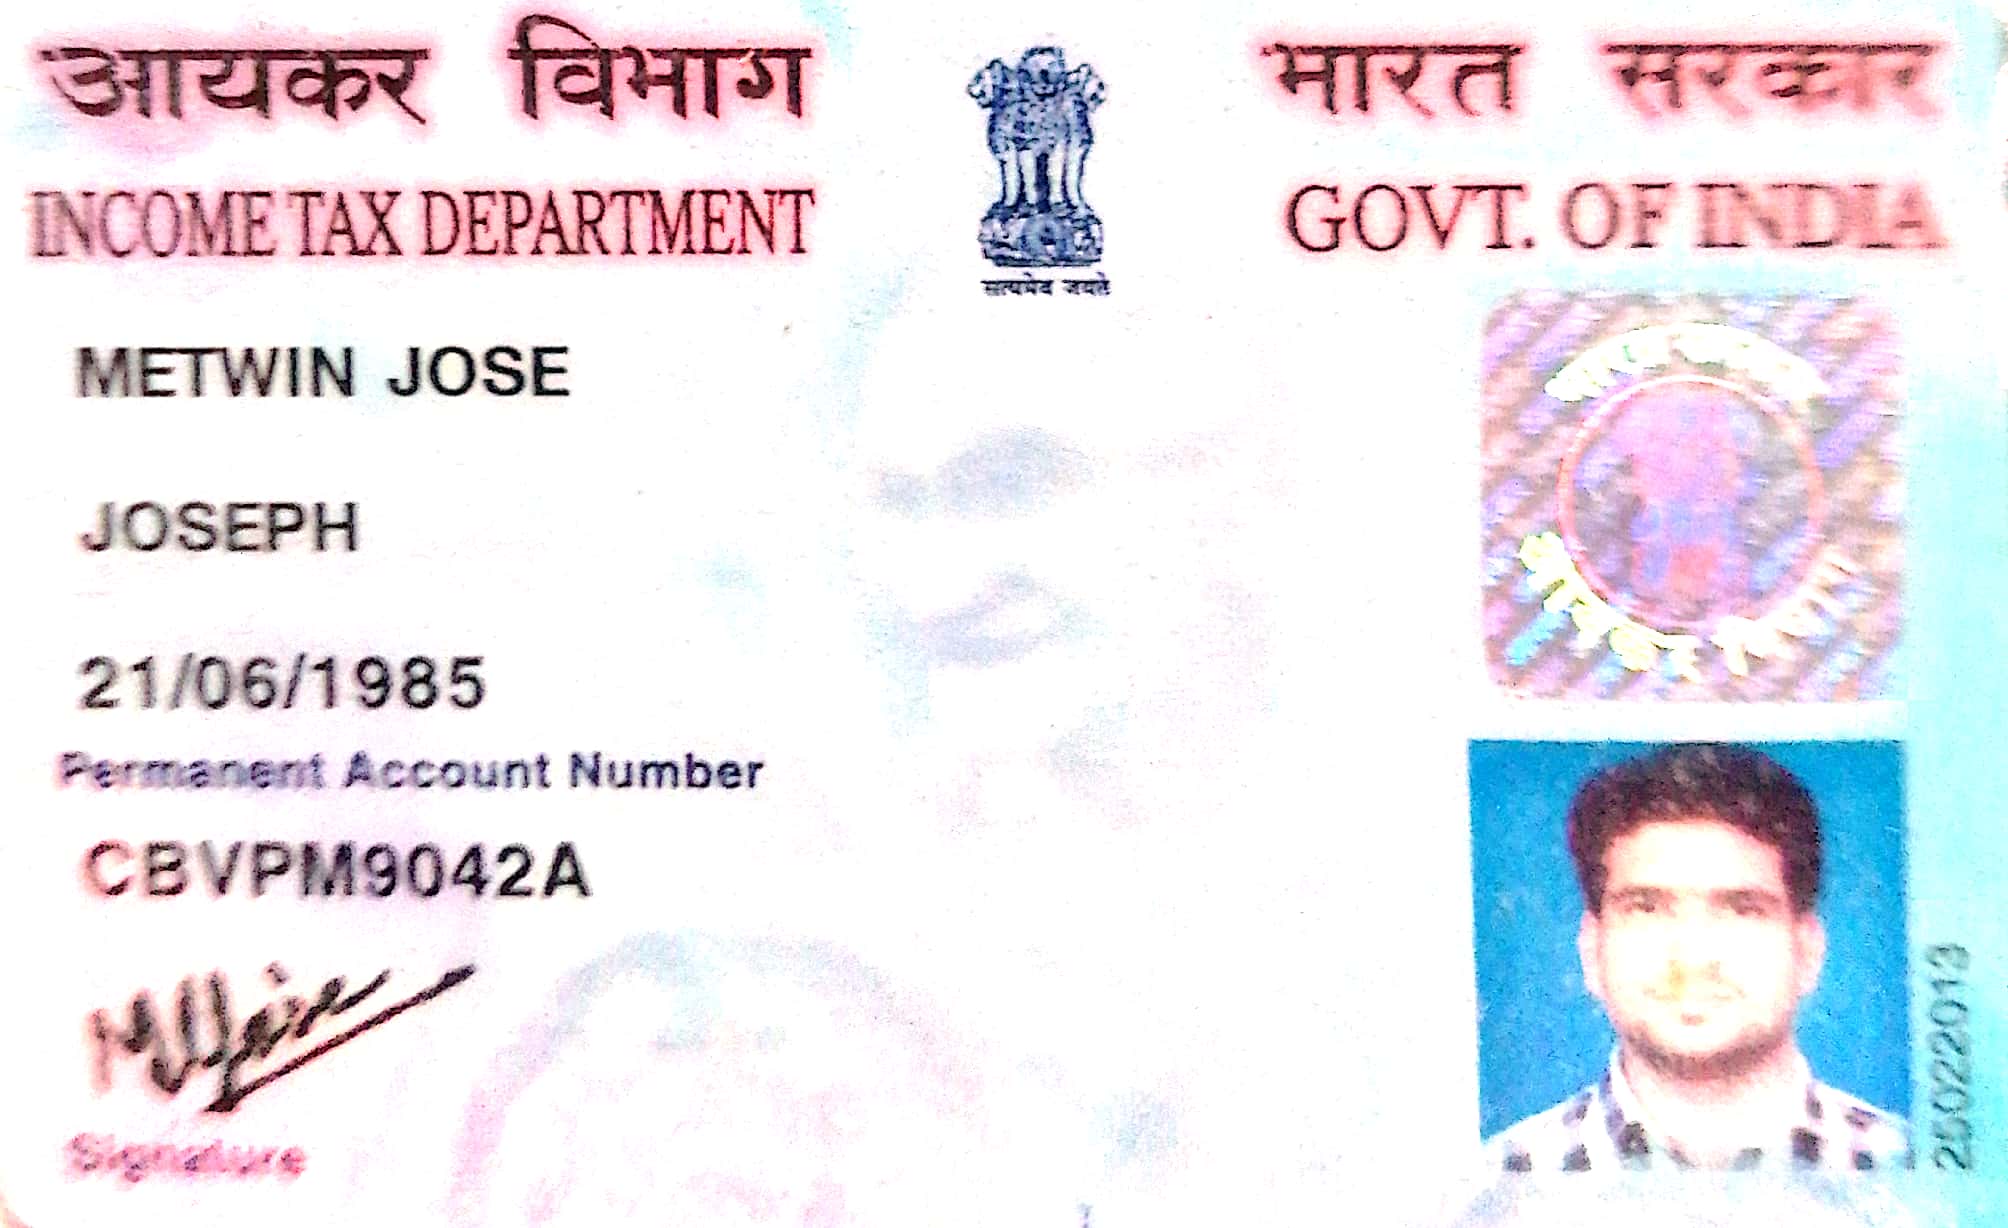 आयकर विभाग
भारत सरकार
INCOME TAX DEPARTMENT
GOVT. OF INDIA
सत्यमेव जयते
METWIN JOSE
JOSEPH
21/06/1985
Permanent Account Number
CBVPM9042A
Signature
25022013